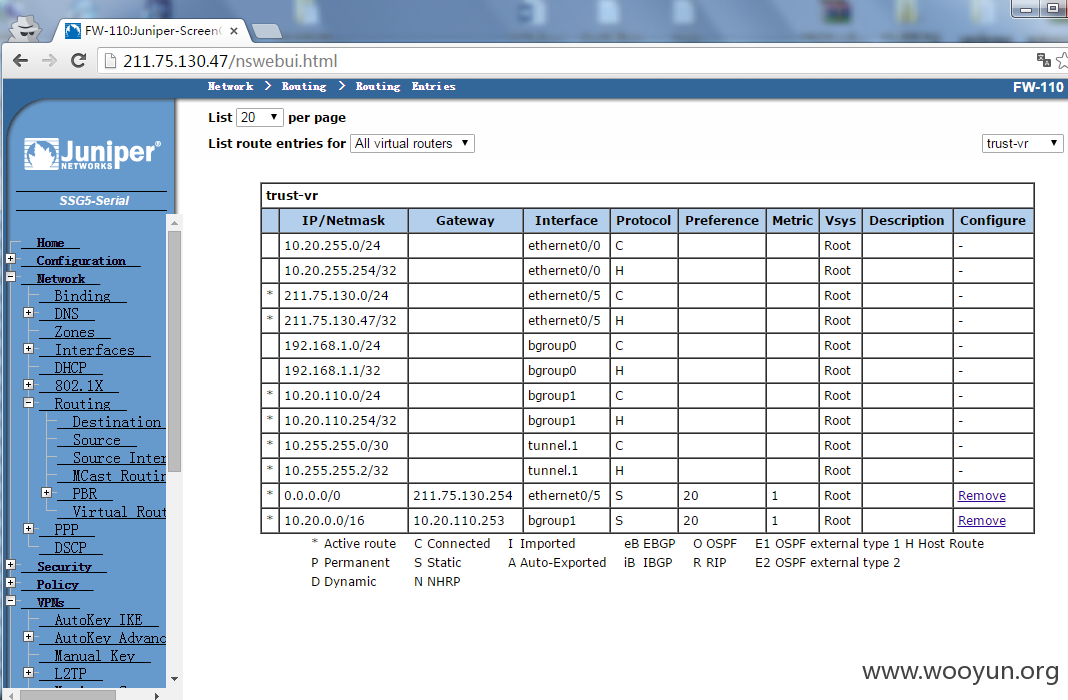 FW-110:Juniper-Screen
211.75.130.47/nswebui.html
Network > Routing > Routing Entries
FW-110
List 20 per page
List route entries for All virtual routers
trust-vr
Juniper®
NETWORKS
SSG5-Serial
Home
Configuration
Network
Binding
DNS
Zones
Interfaces
DHCP
802.1X
Routing
Destination
Source
Source Inter
MCast Routin
PBR
Virtual Rout
PPP
DSCP
Security
Policy
VPNs
AutoKey IKE
AutoKey Advanc
Manual Key
L2TP
trust-vr
IP/Netmask Gateway Interface Protocol Preference Metric Vsys Description Configure
10.20.255.0/24 ethernet0/0 C Root -
10.20.255.254/32 ethernet0/0 H Root -
* 211.75.130.0/24 ethernet0/5 C Root -
* 211.75.130.47/32 ethernet0/5 H Root -
192.168.1.0/24 bgroup0 C Root -
192.168.1.1/32 bgroup0 H Root -
* 10.20.110.0/24 bgroup1 C Root -
* 10.20.110.254/32 bgroup1 H Root -
* 10.255.255.0/30 tunnel.1 C Root -
* 10.255.255.2/32 tunnel.1 H Root -
* 0.0.0.0/0 211.75.130.254 ethernet0/5 S 20 1 Root Remove
* 10.20.0.0/16 10.20.110.253 bgroup1 S 20 1 Root Remove
* Active route C Connected I Imported eB EBGP O OSPF E1 OSPF external type 1 H Host Route
P Permanent S Static A Auto-Exported iB IBGP R RIP E2 OSPF external type 2
D Dynamic N NHRP
www.wooyun.org